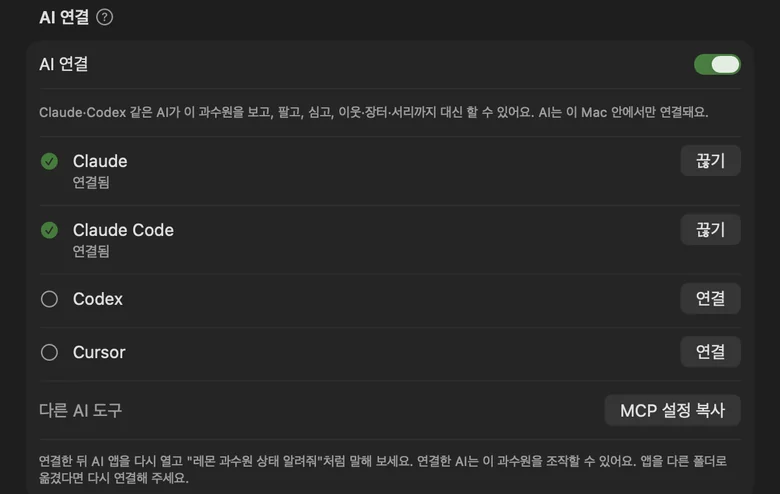 AI 연결 ?
AI 연결
Claude·Codex 같은 AI가 이 과수원을 보고, 팔고, 심고, 이웃·장터·서리까지 대신 할 수 있어요. AI는 이 Mac 안에서만 연결돼요.
Claude
끊기
연결됨
Claude Code
끊기
연결됨
Codex
연결
Cursor
연결
다른 AI 도구
MCP 설정 복사
연결한 뒤 AI 앱을 다시 열고 "레몬 과수원 상태 알려줘"처럼 말해 보세요. 연결한 AI는 이 과수원을 조작할 수 있어요. 앱을 다른 폴더로
옮겼다면 다시 연결해 주세요.